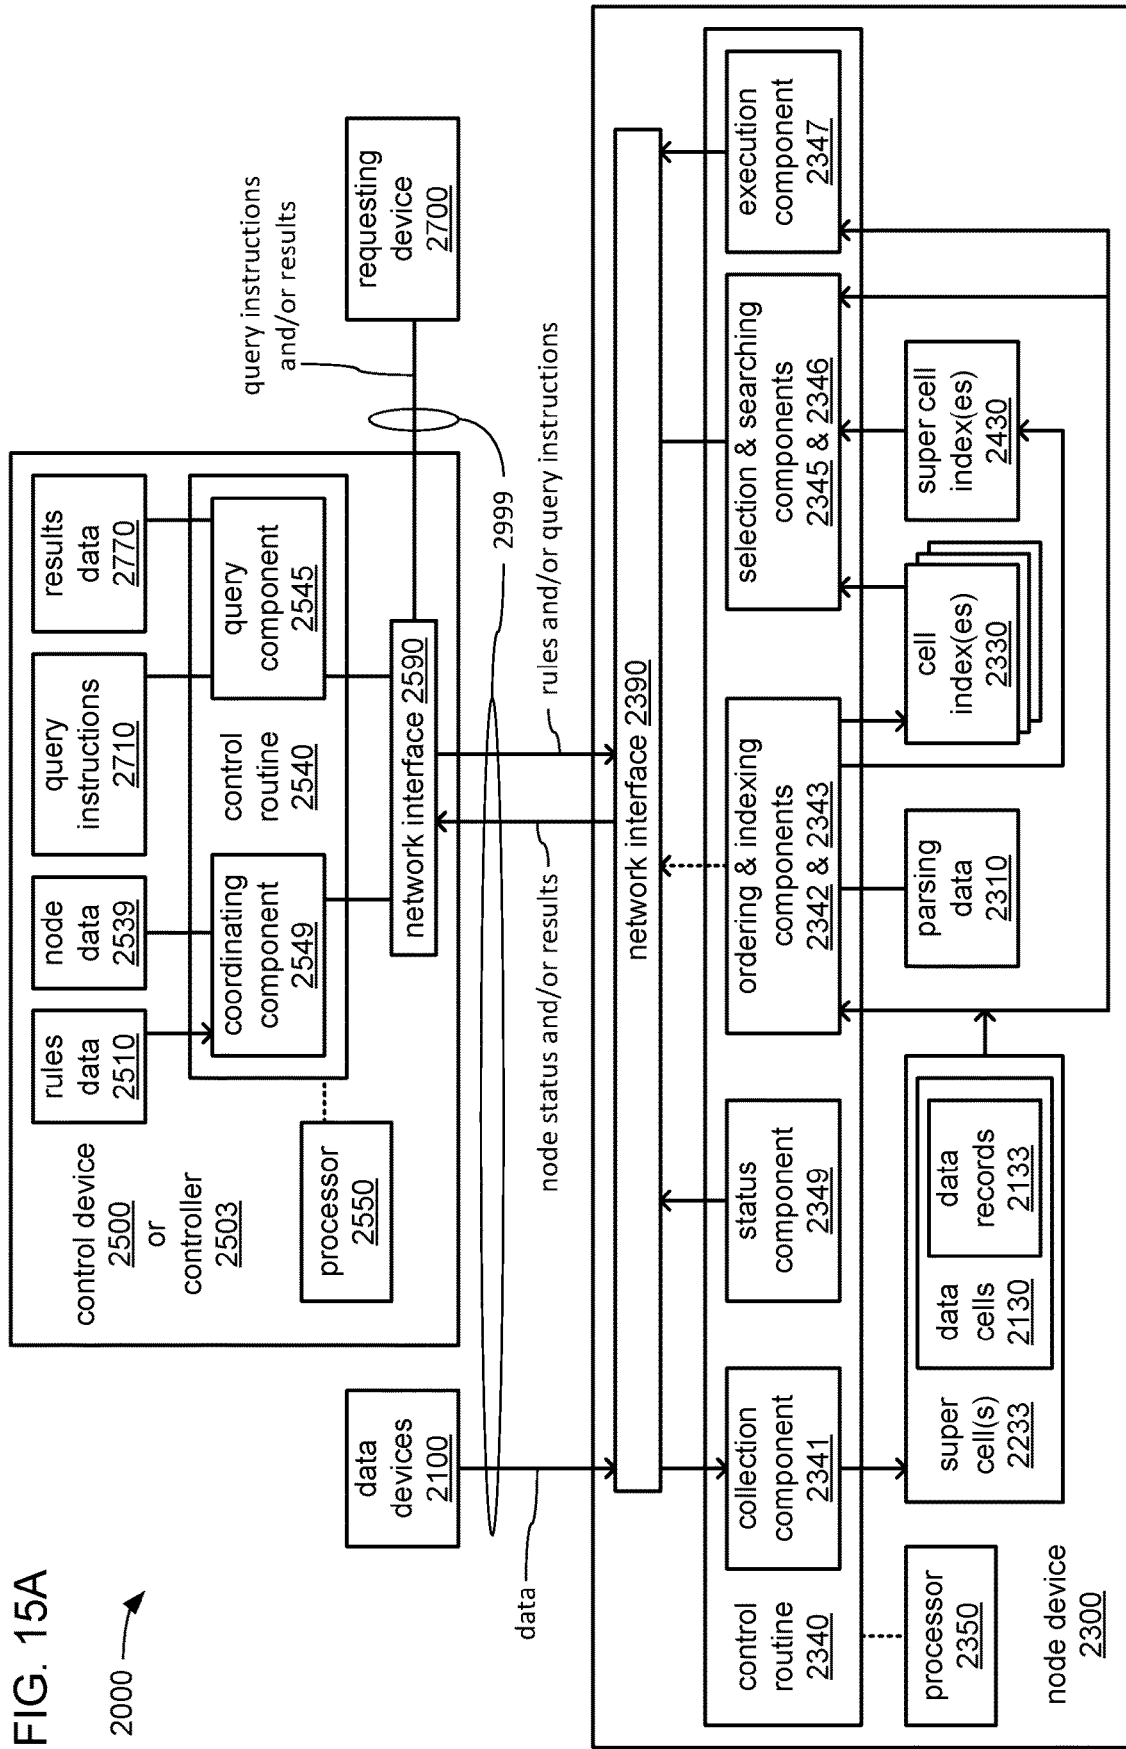 FIG. 15A
2000
control device
2500
or
controller
2503
rules
data
2510
node
data
2539
query
instructions
2710
results
data
2770
coordinating
component
2549
control
routine
2540
query
component
2545
processor
2550
network interface 2590
data
devices
2100
requesting
device
2700
query instructions
and/or results
2999
data
node status and/or results
rules and/or query instructions
network interface 2390
control
routine
2340
collection
component
2341
status
component
2349
ordering & indexing
components
2342 & 2343
selection & searching
components
2345 & 2346
execution
component
2347
processor
2350
node device
2300
super
cell(s)
2233
data
cells
2130
data
records
2133
parsing
data
2310
cell
index(es)
2330
super cell
index(es)
2430